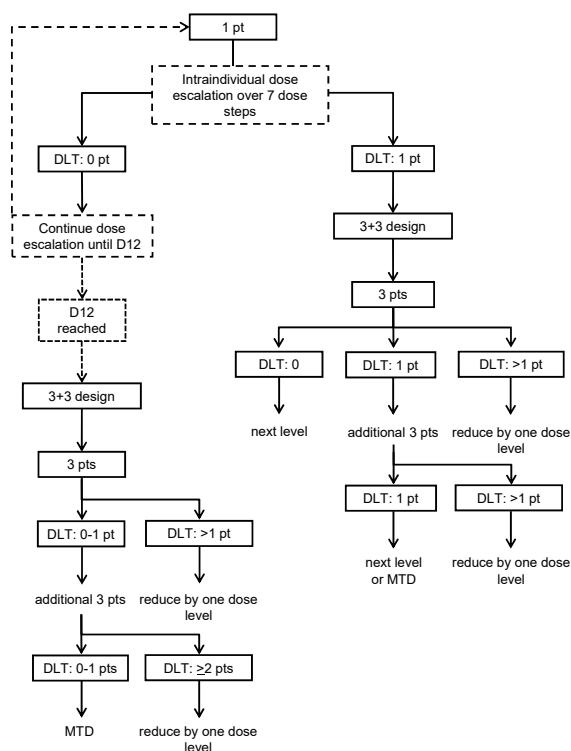 1 pt
Intraindividual dose
escalation over 7 dose
steps
DLT: 0 pt
DLT: 1 pt
Continue dose
escalation until D12
3+3 design
D12
reached
3 pts
DLT: 0
DLT: 1 pt
DLT: >1 pt
3+3 design
next level
additional 3 pts
reduce by one dose
level
3 pts
DLT: 1 pt
DLT: >1 pt
DLT: 0-1 pt
DLT: >1 pt
next level
or MTD
reduce by one dose
level
additional 3 pts
reduce by one dose
level
DLT: 0-1 pts
DLT: ≥2 pts
MTD
reduce by one dose
level